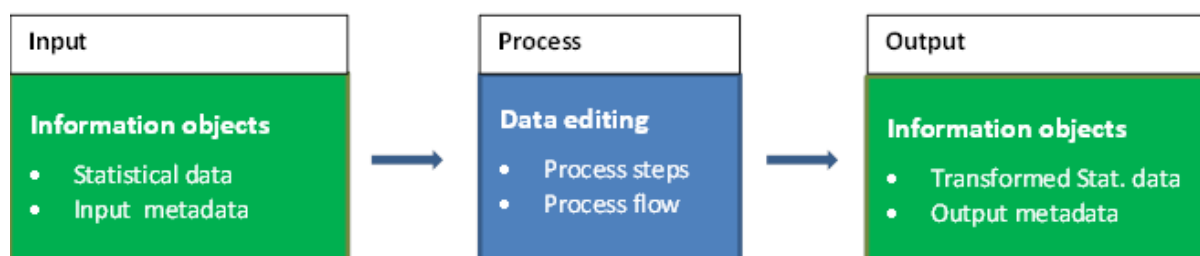 Input
Information objects
• Statistical data
• Input metadata
Process
Data editing
• Process steps
• Process flow
Output
Information objects
• Transformed Stat. data
• Output metadata